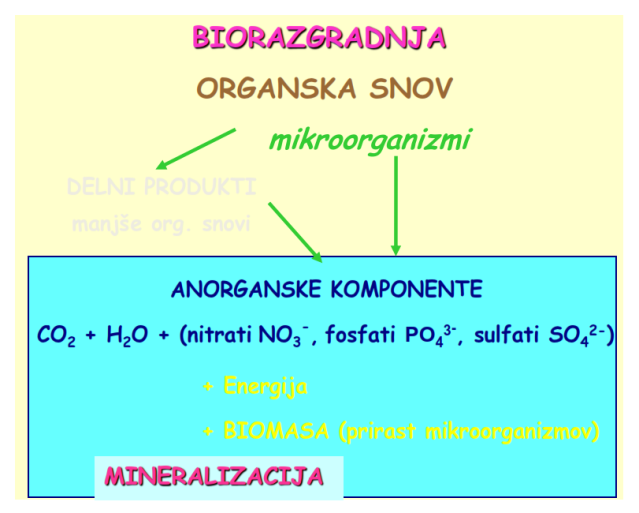 BIORAZGRADNJA
ORGANSKA SNOV
mikroorganizmi
DELNI PRODUKTI
manjše org. snovi
ANORGANSKE KOMPONENTE
CO₂ + H₂O + (nitrati NO₃⁻, fosfati PO₄³⁻, sulfati SO₄²⁻)
+ Energija
+ BIOMASA (prirast mikroorganizmov)
MINERALIZACIJA